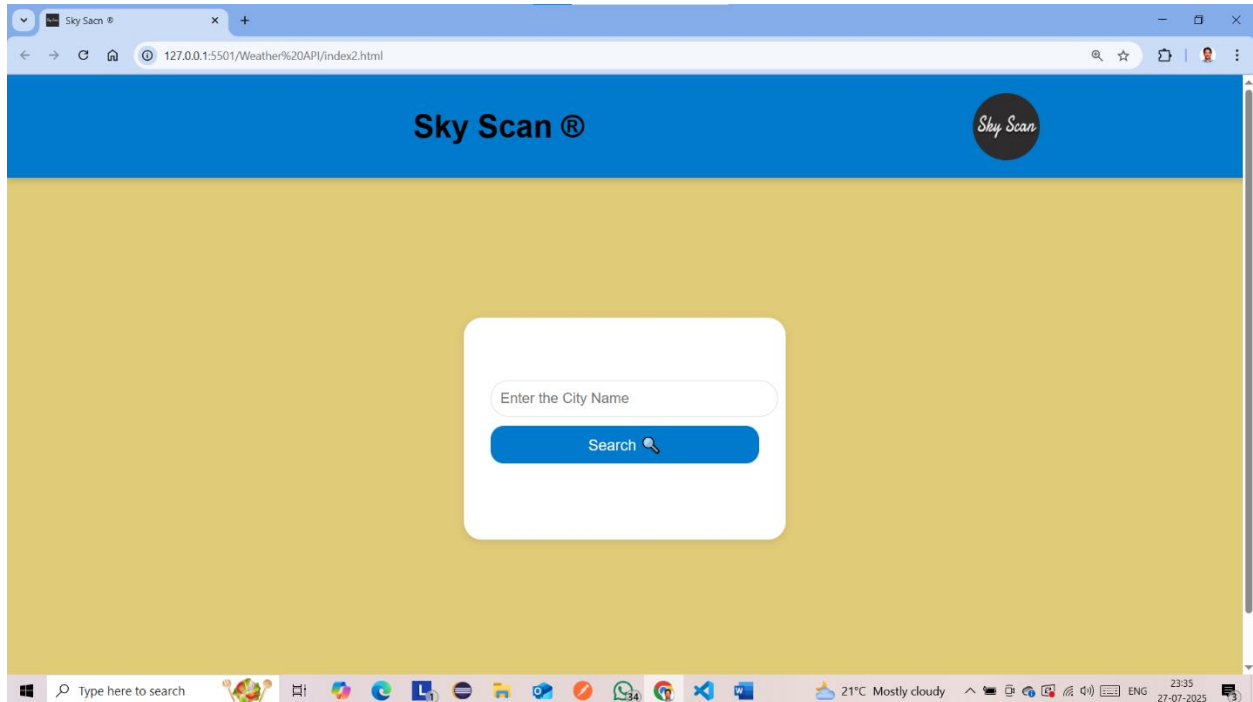 Sky Sacn ®
127.0.0.1:5501/Weather%20API/index2.html
Sky Scan ®
Sky Scan
Enter the City Name
Search
Type here to search
34
21°C Mostly cloudy
ENG
23:35
27-07-2025